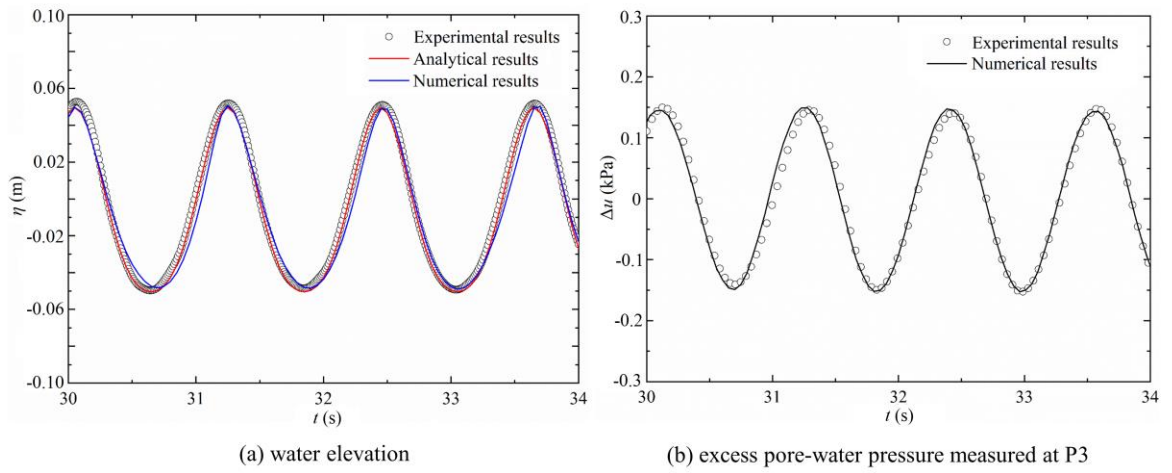 0.10
0.06
0.02
-0.02
-0.06
-0.10
η (m)
Experimental results
Analytical results
Numerical results
30
31
32
33
34
t (s)
(a) water elevation
0.3
0.2
0.1
0
-0.1
-0.2
-0.3
Δu (kPa)
Experimental results
Numerical results
30
31
32
33
34
t (s)
(b) excess pore-water pressure measured at P3